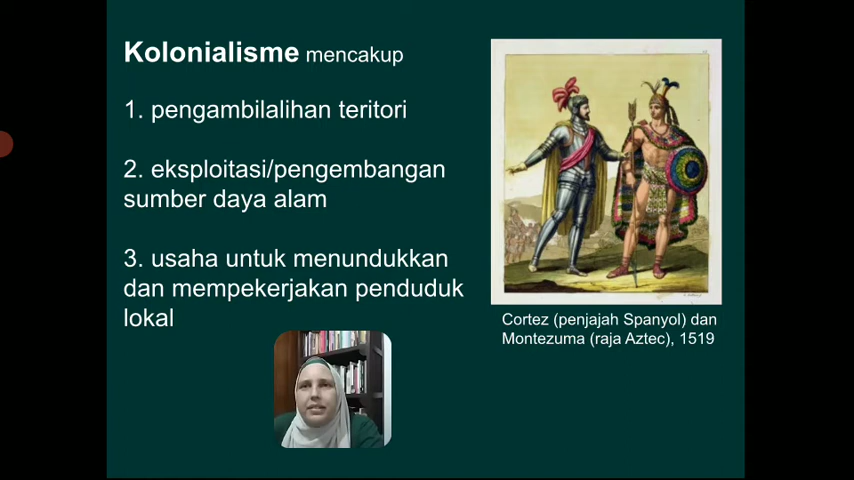 Kolonialisme mencakup
1. pengambilalihan teritori
2. eksploitasi/pengembangan
sumber daya alam
3. usaha untuk menundukkan
dan mempekerjakan penduduk
lokal
Cortez (penjajah Spanyol) dan
Montezuma (raja Aztec), 1519